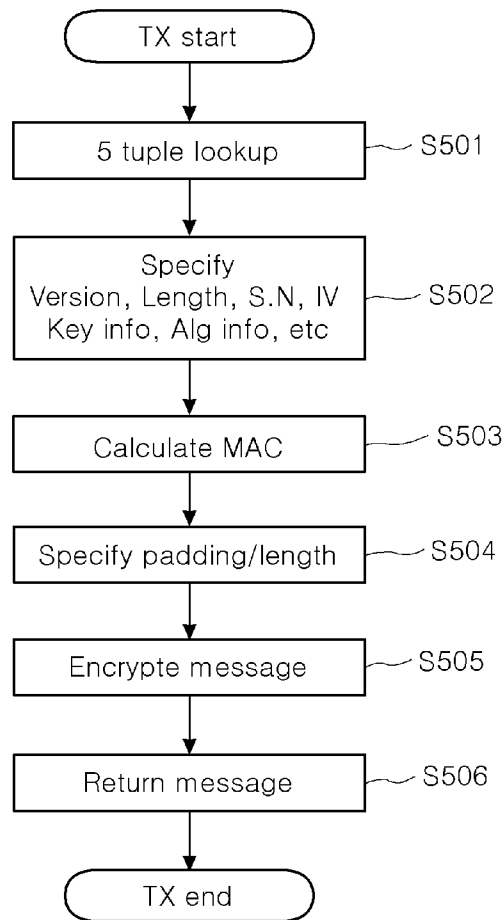 TX start
5 tuple lookup
S501
Specify
Version, Length, S.N, IV
Key info, Alg info, etc
S502
Calculate MAC
S503
Specify padding/length
S504
Encrypte message
S505
Return message
S506
TX end